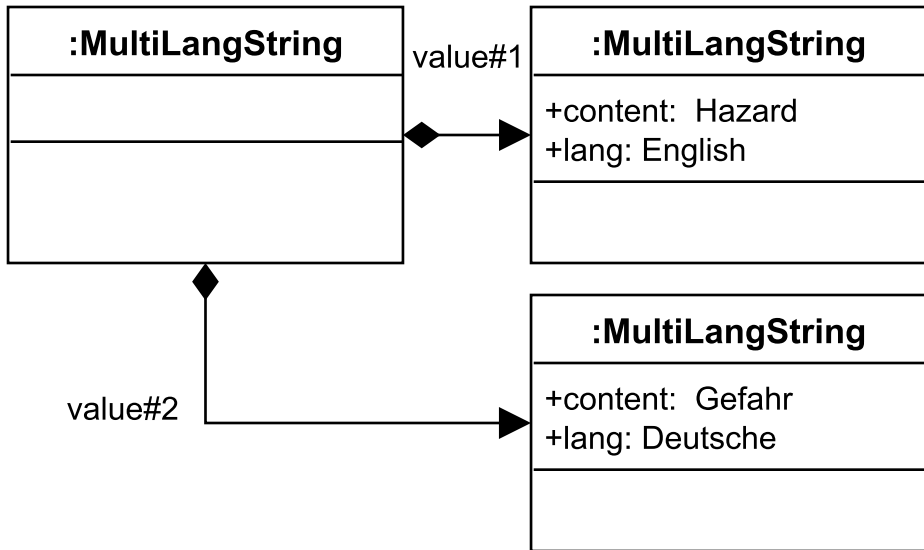 :MultiLangString
value#1
:MultiLangString
+content:  Hazard
+lang: English
:MultiLangString
value#2
+content:  Gefahr
+lang: Deutsche